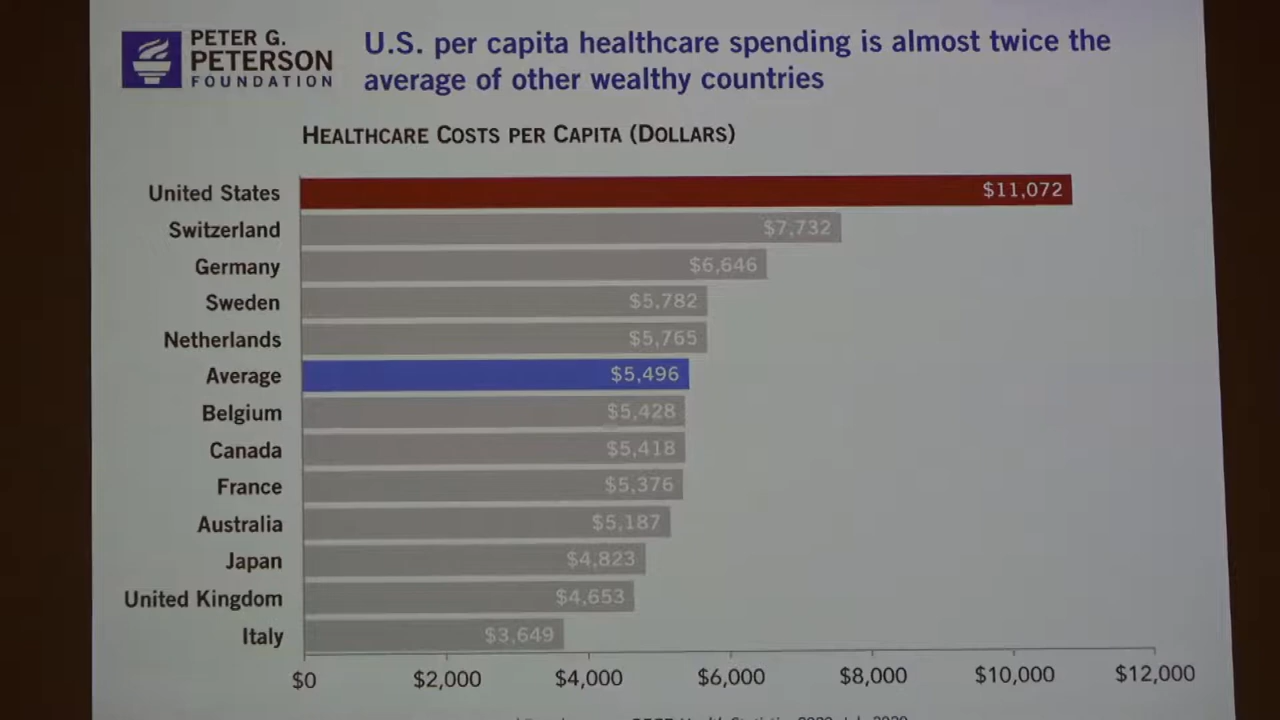 PETER G.
PETERSON
FOUNDATION
U.S. per capita healthcare spending is almost twice the
average of other wealthy countries
HEALTHCARE COSTS PER CAPITA (DOLLARS)
United States $11,072
Switzerland $7,732
Germany $6,646
Sweden $5,782
Netherlands $5,765
Average $5,496
Belgium $5,428
Canada $5,418
France $5,376
Australia $5,187
Japan $4,823
United Kingdom $4,653
Italy $3,649
$0 $2,000 $4,000 $6,000 $8,000 $10,000 $12,000